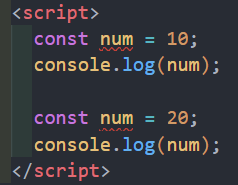 <script>
const num = 10;
console.log(num);
const num = 20;
console.log(num);
</script>